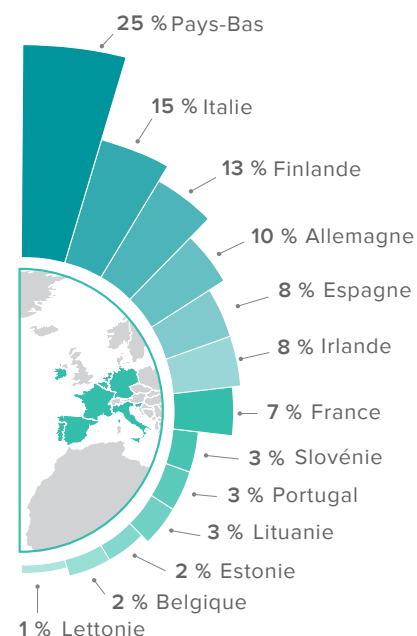 25 % Pays-Bas
15 % Italie
13 % Finlande
10 % Allemagne
8 % Espagne
8 % Irlande
7 % France
3 % Slovénie
3 % Portugal
3 % Lituanie
2 % Estonie
2 % Belgique
1 % Lettonie